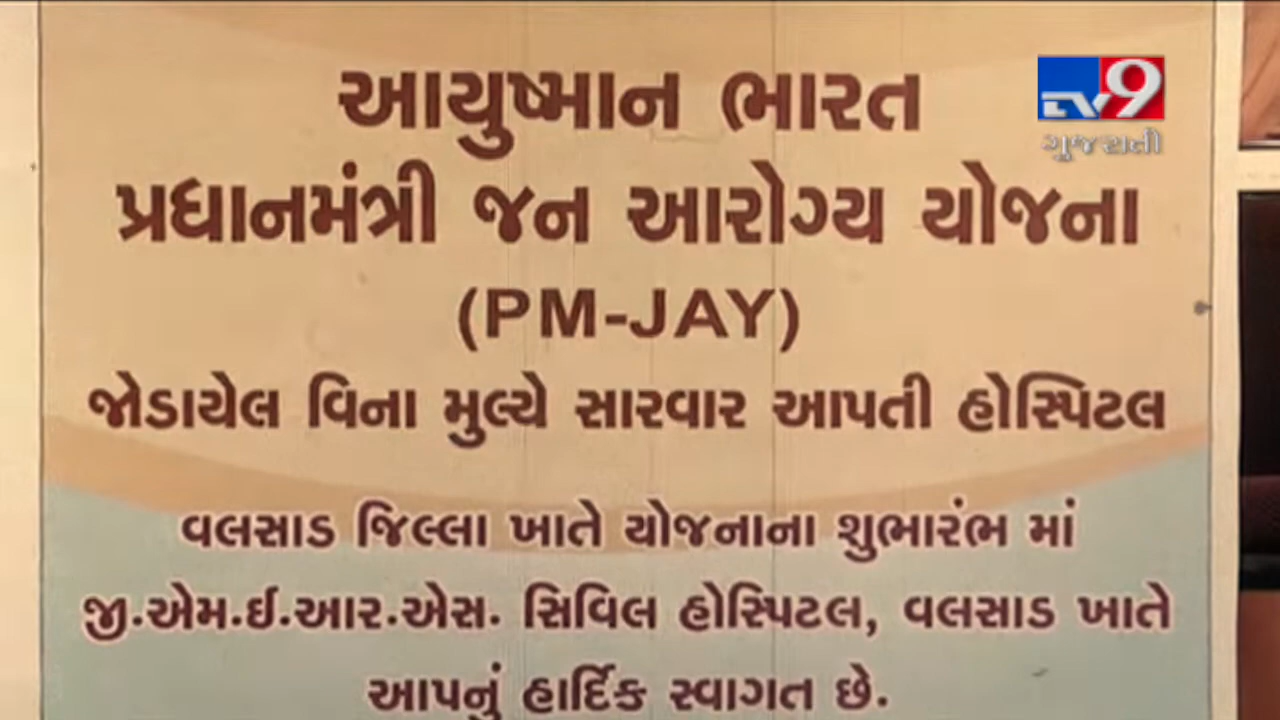 આયુષ્માન ભારત
પ્રધાનમંત્રી જન આરોગ્ય યોજના
(PM-JAY)
જોડાયેલ વિના મુલ્યે સારવાર આપતી હોસ્પિટલ
વલસાડ જિલ્લા ખાતે યોજનાના શુભારંભ માં
જી.એમ.ઈ.આર.એસ. સિવિલ હોસ્પિટલ, વલસાડ ખાતે
આપનું હાર્દિક સ્વાગત છે.
TV9
ગુજરાતી